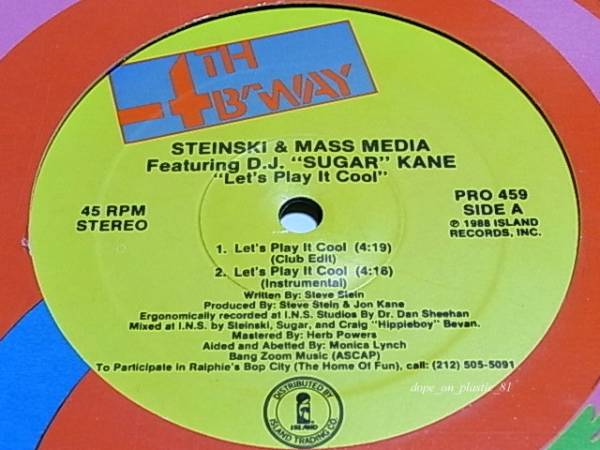 4TH
B'WAY
STEINSKI & MASS MEDIA
Featuring D.J. "SUGAR" KANE
"Let's Play It Cool"
45 RPM
STEREO
PRO 459
SIDE A
℗ 1988 ISLAND
RECORDS, INC.
1. Let's Play It Cool (4:19)
(Club Edit)
2. Let's Play It Cool (4:16)
(Instrumental)
Written By: Steve Stein
Produced By: Steve Stein & Jon Kane
Ergonomically recorded at I.N.S. Studios By Dr. Dan Sheehan
Mixed at I.N.S. by Steinski, Sugar, and Craig "Hippleboy" Bevan.
Mastered By: Herb Powers
Aided and Abetted By: Monica Lynch
Bang Zoom Music (ASCAP)
To Participate in Ralphie's Bop City (The Home Of Fun), call: (212) 505-5091
dope_on_plastic_81
DISTRIBUTED BY
ISLAND
ISLAND TRADING CO